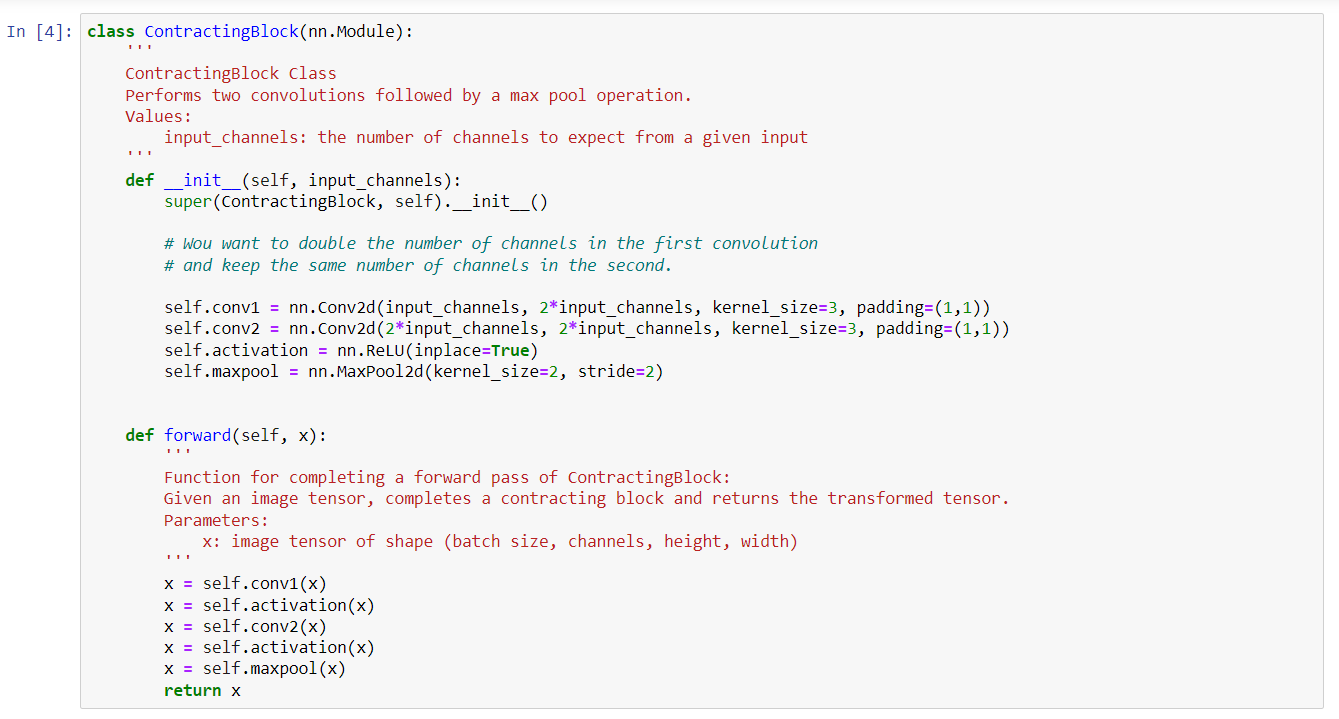 In [4]: class ContractingBlock(nn.Module):
    '''
    ContractingBlock Class
    Performs two convolutions followed by a max pool operation.
    Values:
        input_channels: the number of channels to expect from a given input
    '''
    def __init__(self, input_channels):
        super(ContractingBlock, self).__init__()
        # Wou want to double the number of channels in the first convolution
        # and keep the same number of channels in the second.
        self.conv1 = nn.Conv2d(input_channels, 2*input_channels, kernel_size=3, padding=(1,1))
        self.conv2 = nn.Conv2d(2*input_channels, 2*input_channels, kernel_size=3, padding=(1,1))
        self.activation = nn.ReLU(inplace=True)
        self.maxpool = nn.MaxPool2d(kernel_size=2, stride=2)
    def forward(self, x):
        '''
        Function for completing a forward pass of ContractingBlock:
        Given an image tensor, completes a contracting block and returns the transformed tensor.
        Parameters:
            x: image tensor of shape (batch size, channels, height, width)
        '''
        x = self.conv1(x)
        x = self.activation(x)
        x = self.conv2(x)
        x = self.activation(x)
        x = self.maxpool(x)
        return x